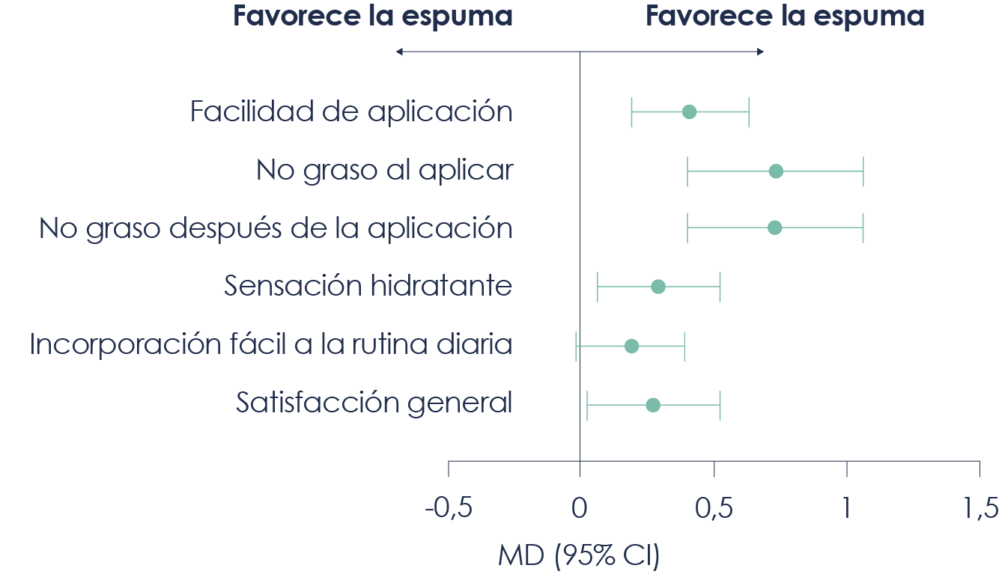 Favorece la espuma
Favorece la espuma
Facilidad de aplicación
No graso al aplicar
No graso después de la aplicación
Sensación hidratante
Incorporación fácil a la rutina diaria
Satisfacción general
-0,5
0
0,5
1
1,5
MD (95% CI)